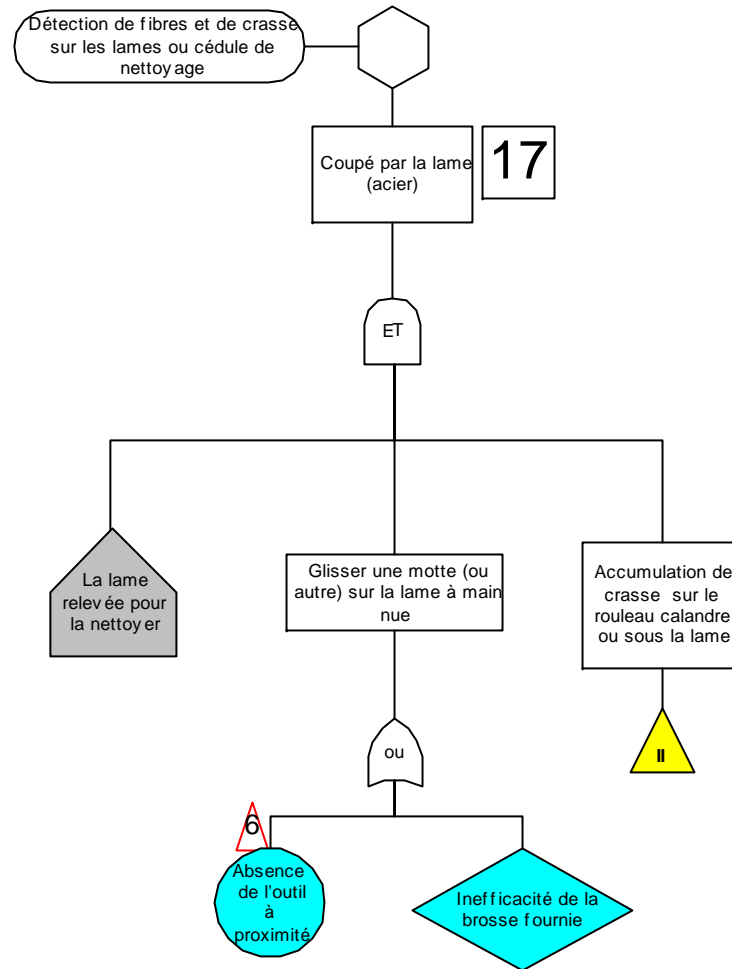 Détection de fibres et de crasse
sur les lames ou cédule de
nettoyage
Coupé par la lame
(acier)
17
ET
La lame
relevée pour
la nettoyer
Glisser une motte (ou
autre) sur la lame à main
nue
Accumulation de
crasse sur le
rouleau calandre
ou sous la lame
II
ou
6
Absence
de l'outil
à
proximité
Inefficacité de la
brosse fournie